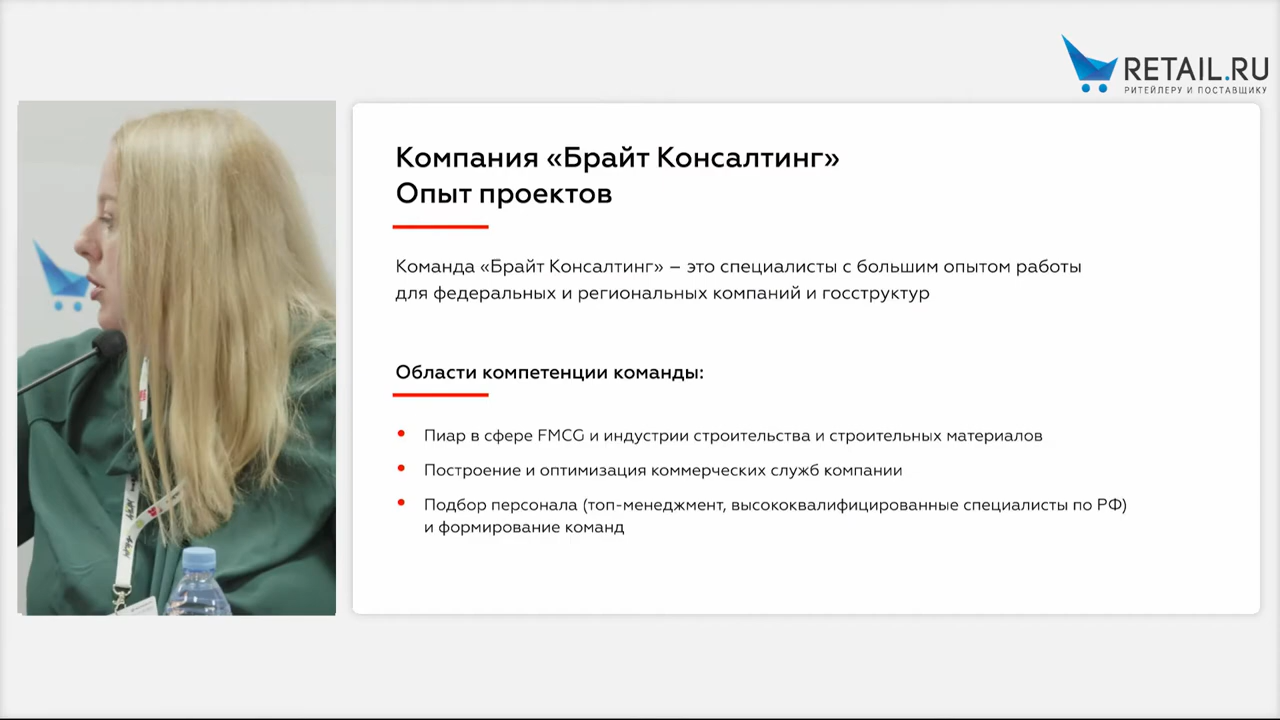 RETAIL.RU
РИТЕЙЛЕРУ И ПОСТАВЩИКУ
Компания «Брайт Консалтинг»
Опыт проектов
Команда «Брайт Консалтинг» – это специалисты с большим опытом работы
для федеральных и региональных компаний и госструктур
Области компетенции команды:
• Пиар в сфере FMCG и индустрии строительства и строительных материалов
• Построение и оптимизация коммерческих служб компании
• Подбор персонала (топ-менеджмент, высококвалифицированные специалисты по РФ)
и формирование команд